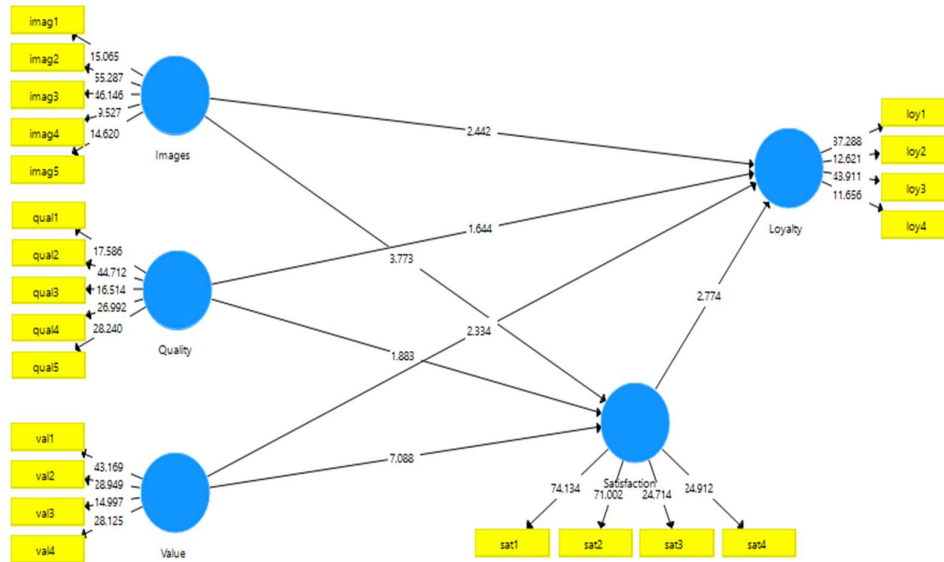 imag1
imag2
imag3
imag4
imag5
15.065
55.287
46.146
9.527
14.620
Images
qual1
qual2
qual3
qual4
qual5
17.586
44.712
16.514
26.992
28.240
Quality
val1
val2
val3
val4
43.169
28.949
14.997
28.125
Value
2.442
1.644
3.773
2.334
1.883
7.088
2.774
37.288
12.621
43.911
11.656
loy1
loy2
loy3
loy4
Loyalty
Satisfaction
74.134
71.002
24.714
24.912
sat1
sat2
sat3
sat4